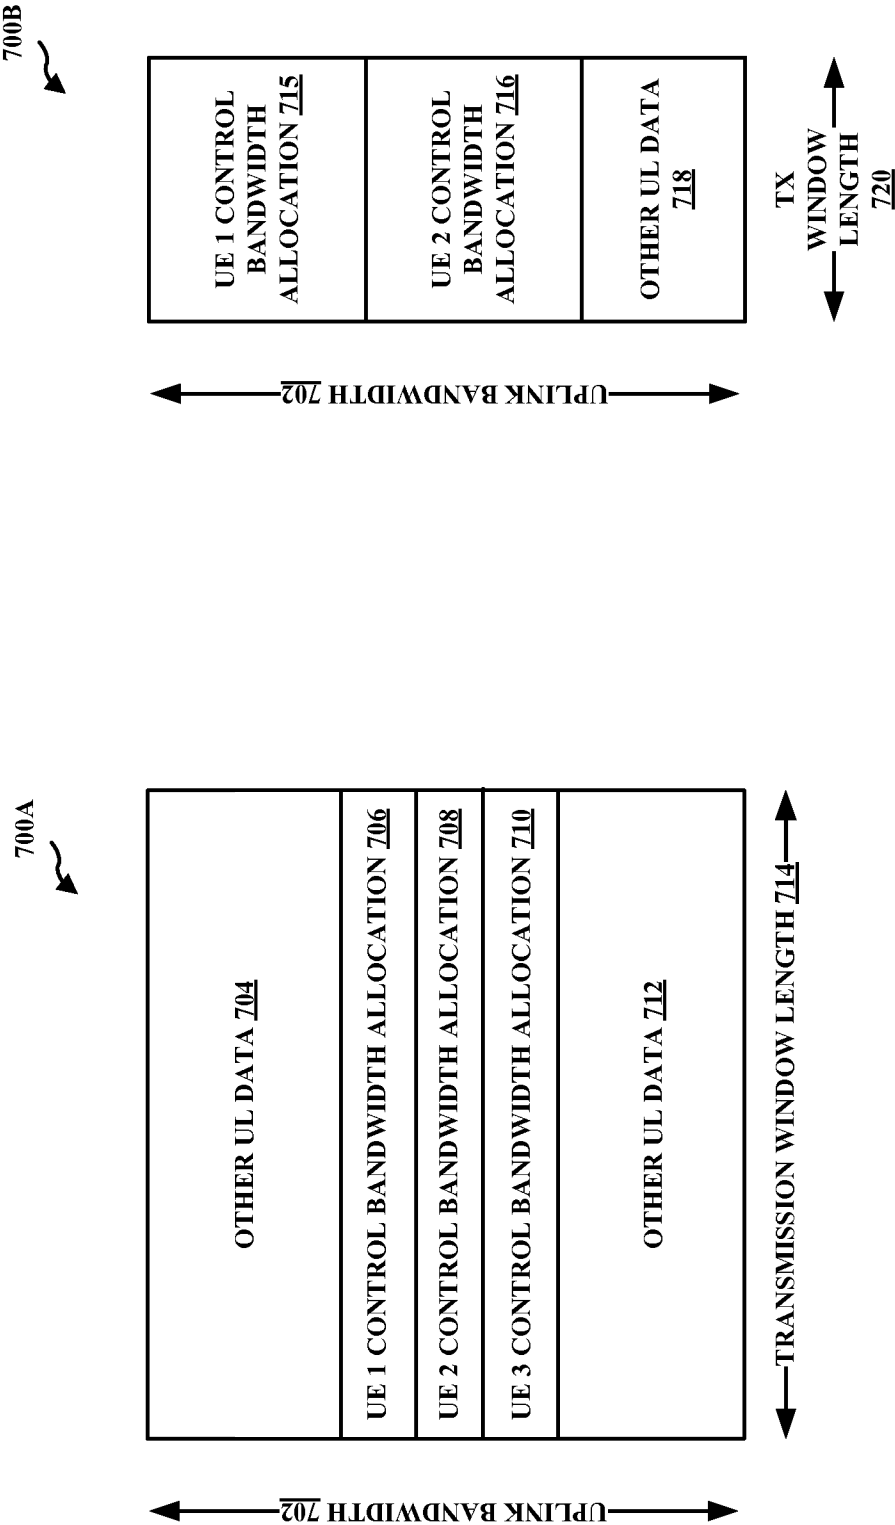 700A
UPLINK BANDWIDTH 702
OTHER UL DATA 704
UE 1 CONTROL BANDWIDTH ALLOCATION 706
UE 2 CONTROL BANDWIDTH ALLOCATION 708
UE 3 CONTROL BANDWIDTH ALLOCATION 710
OTHER UL DATA 712
TRANSMISSION WINDOW LENGTH 714
700B
UPLINK BANDWIDTH 702
UE 1 CONTROL
BANDWIDTH
ALLOCATION 715
UE 2 CONTROL
BANDWIDTH
ALLOCATION 716
OTHER UL DATA
718
TX
WINDOW
LENGTH
720